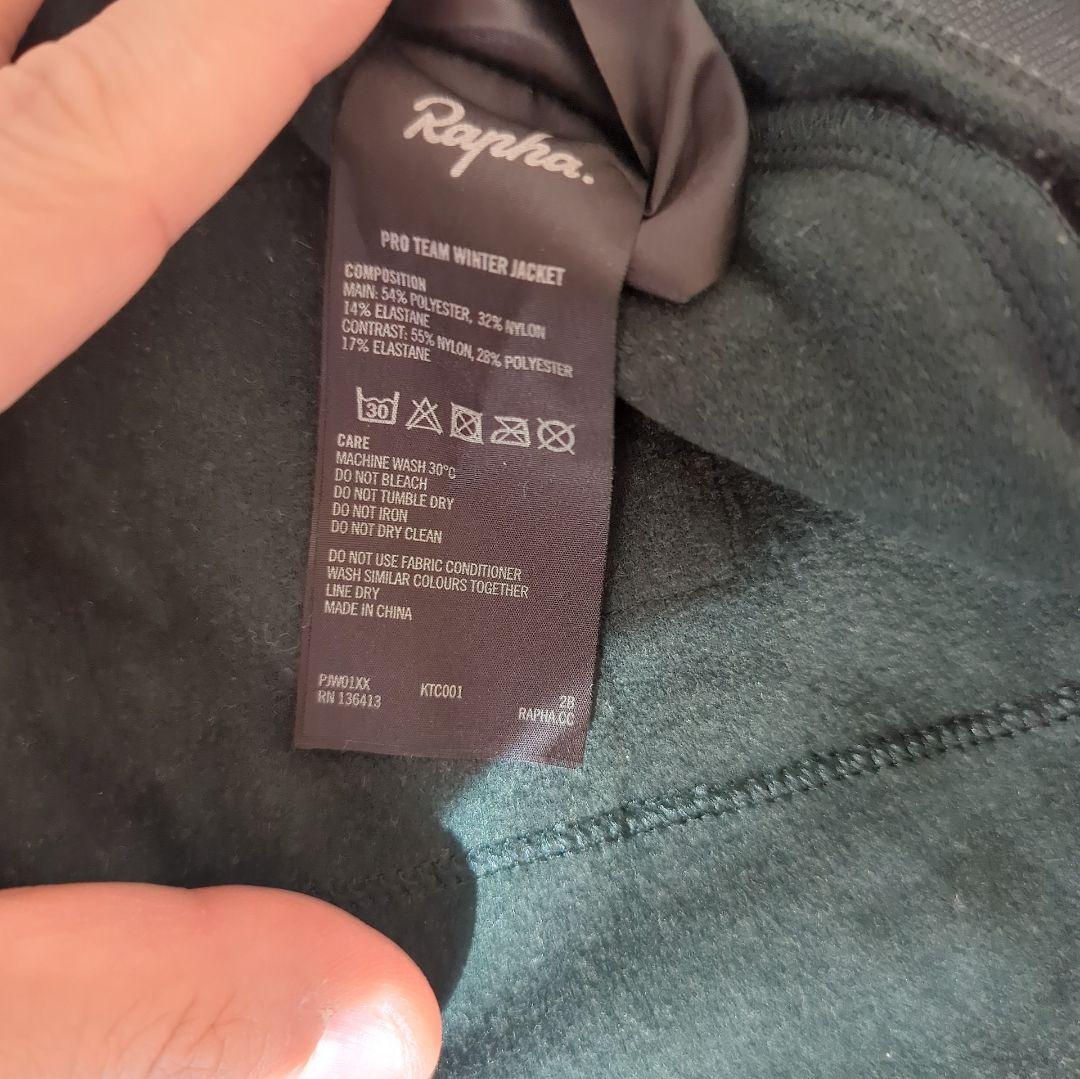 Rapha.
PRO TEAM WINTER JACKET
COMPOSITION
MAIN: 54% POLYESTER, 32% NYLON
14% ELASTANE
CONTRAST: 55% NYLON, 28% POLYESTER
17% ELASTANE
30
CARE
MACHINE WASH 30°C
DO NOT BLEACH
DO NOT TUMBLE DRY
DO NOT IRON
DO NOT DRY CLEAN
DO NOT USE FABRIC CONDITIONER
WASH SIMILAR COLOURS TOGETHER
LINE DRY
MADE IN CHINA
PJW01XX KTC001 2B
RN 136413 RAPHA.CC